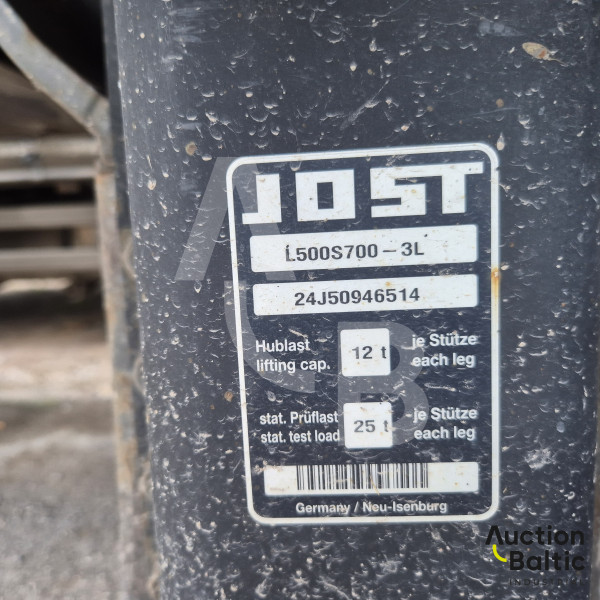 JOST
L500S700-3L
24J50946514
Hublast
lifting cap.
12 t
je Stütze
each leg
stat. Prüflast
stat. test load
25 t
je Stütze
each leg
Germany / Neu-Isenburg
Auction
Baltic